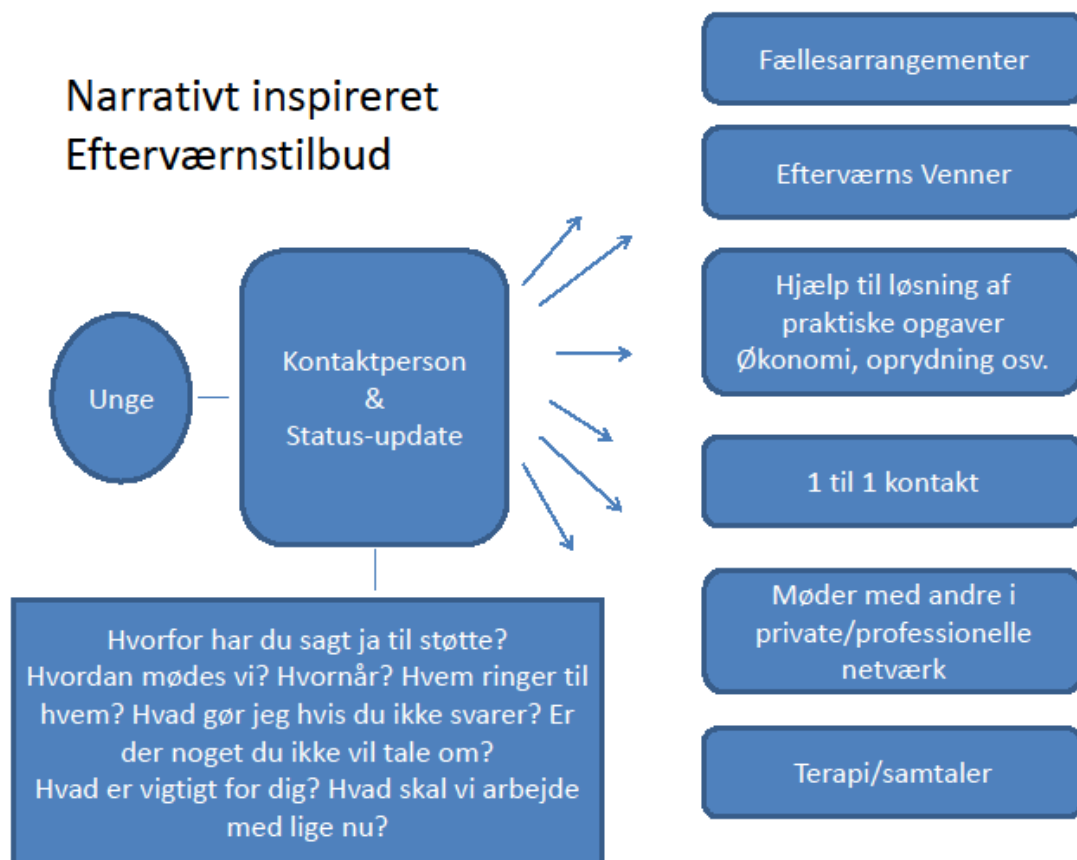 Narrativt inspireret
Efterværnstilbud
Unge
Kontaktperson
&
Status-update
Hvorfor har du sagt ja til støtte?
Hvordan mødes vi? Hvornår? Hvem ringer til
hvem? Hvad gør jeg hvis du ikke svarer? Er
der noget du ikke vil tale om?
Hvad er vigtigt for dig? Hvad skal vi arbejde
med lige nu?
Fællesarrangementer
Efterværns Venner
Hjælp til løsning af
praktiske opgaver
Økonomi, oprydning osv.
1 til 1 kontakt
Møder med andre i
private/professionelle
netværk
Terapi/samtaler